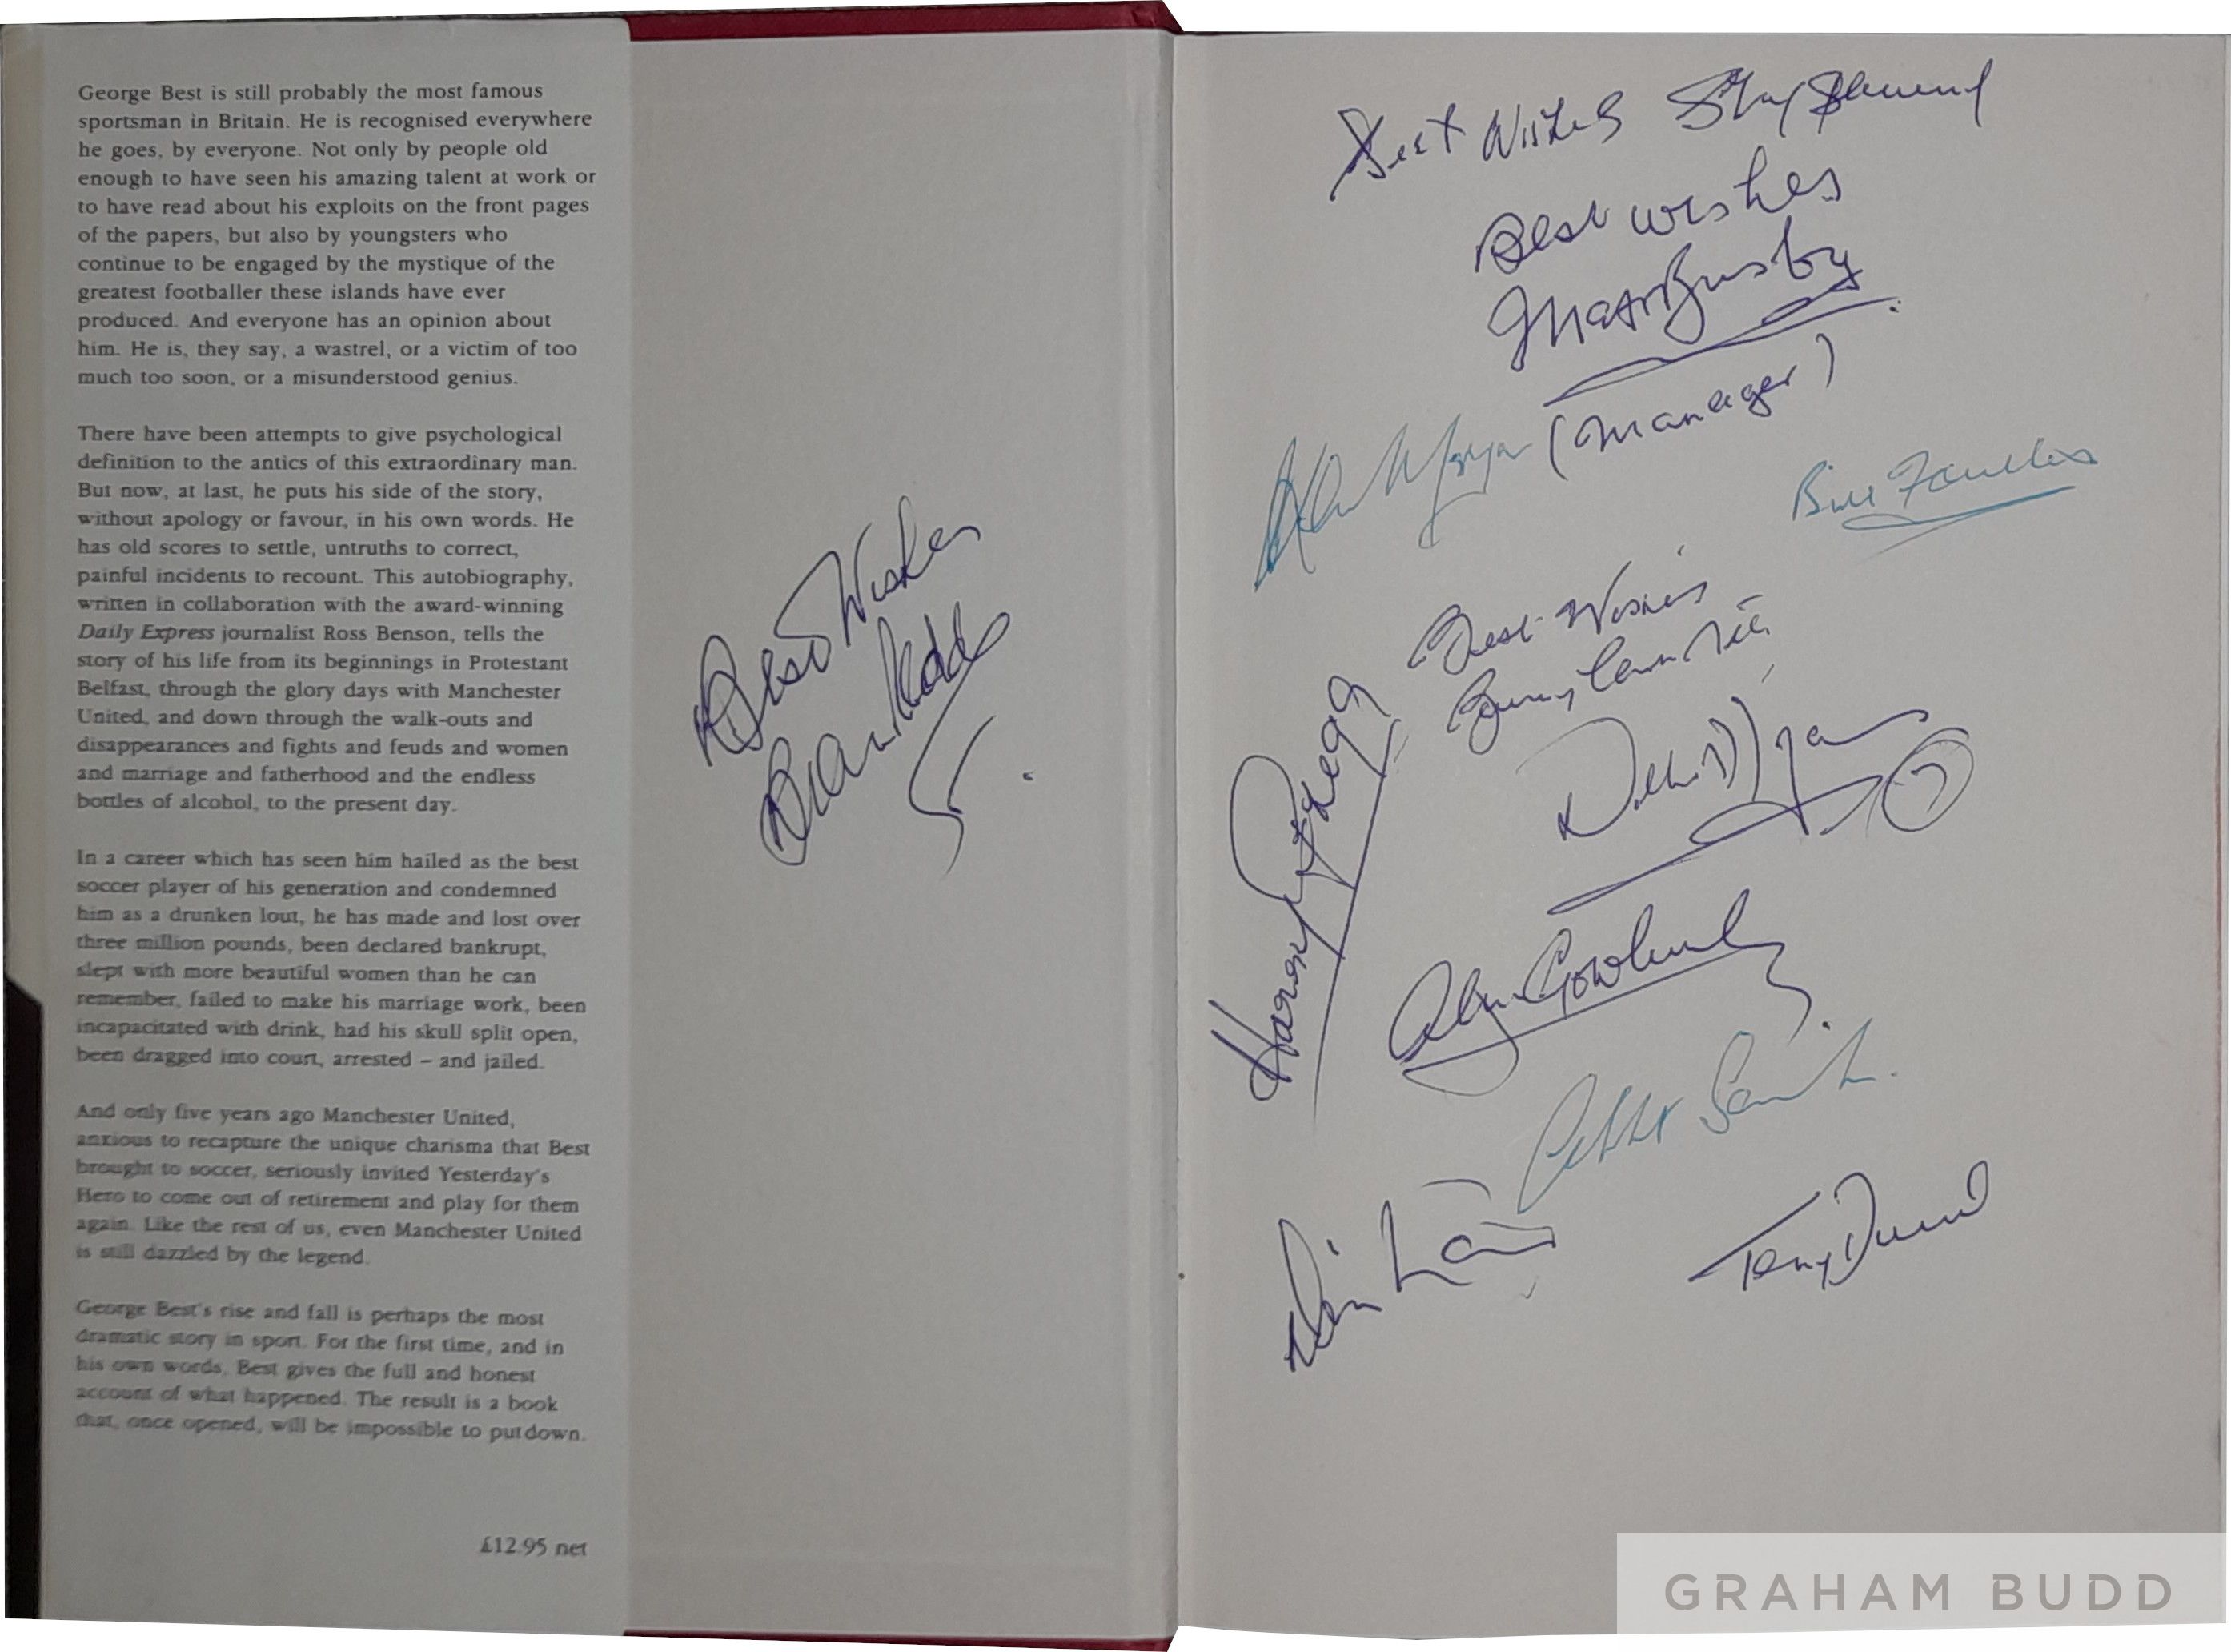 George Best is still probably the most famous
sportsman in Britain. He is recognised everywhere
he goes, by everyone. Not only by people old
enough to have seen his amazing talent at work or
to have read about his exploits on the front pages
of the papers, but also by youngsters who
continue to be engaged by the mystique of the
greatest footballer these islands have ever
produced. And everyone has an opinion about
him. He is, they say, a wastrel, or a victim of too
much too soon, or a misunderstood genius.
There have been attempts to give psychological
definition to the antics of this extraordinary man.
But now, at last, he puts his side of the story,
without apology or favour, in his own words. He
has old scores to settle, untruths to correct,
painful incidents to recount. This autobiography,
written in collaboration with the award-winning
Daily Express journalist Ross Benson, tells the
story of his life from its beginnings in Protestant
Belfast, through the glory days with Manchester
United, and down through the walk-outs and
disappearances and fights and feuds and women
and marriage and fatherhood and the endless
bottles of alcohol, to the present day.
In a career which has seen him hailed as the best
soccer player of his generation and condemned
him as a drunken lout, he has made and lost over
three million pounds, been declared bankrupt,
slept with more beautiful women than he can
remember, failed to make his marriage work, been
incapacitated with drink, had his skull split open,
been dragged into court, arrested – and jailed.
And only five years ago Manchester United,
anxious to recapture the unique charisma that Best
brought to soccer, seriously invited Yesterday's
Hero to come out of retirement and play for them
again. Like the rest of us, even Manchester United
is still dazzled by the legend.
George Best's rise and fall is perhaps the most
dramatic story in sport. For the first time, and in
his own words, Best gives the full and honest
account of what happened. The result is a book
that, once opened, will be impossible to put down.
£12.95 net
Best Wishes
Brian Kidd
Best Wishes
Best wishes
Matt Busby
(Manager)
Alan Morgan
Bill Foulkes
Best Wishes
Harry Gregg
Alan Gowling
Tony Dunne
GRAHAM BUDD